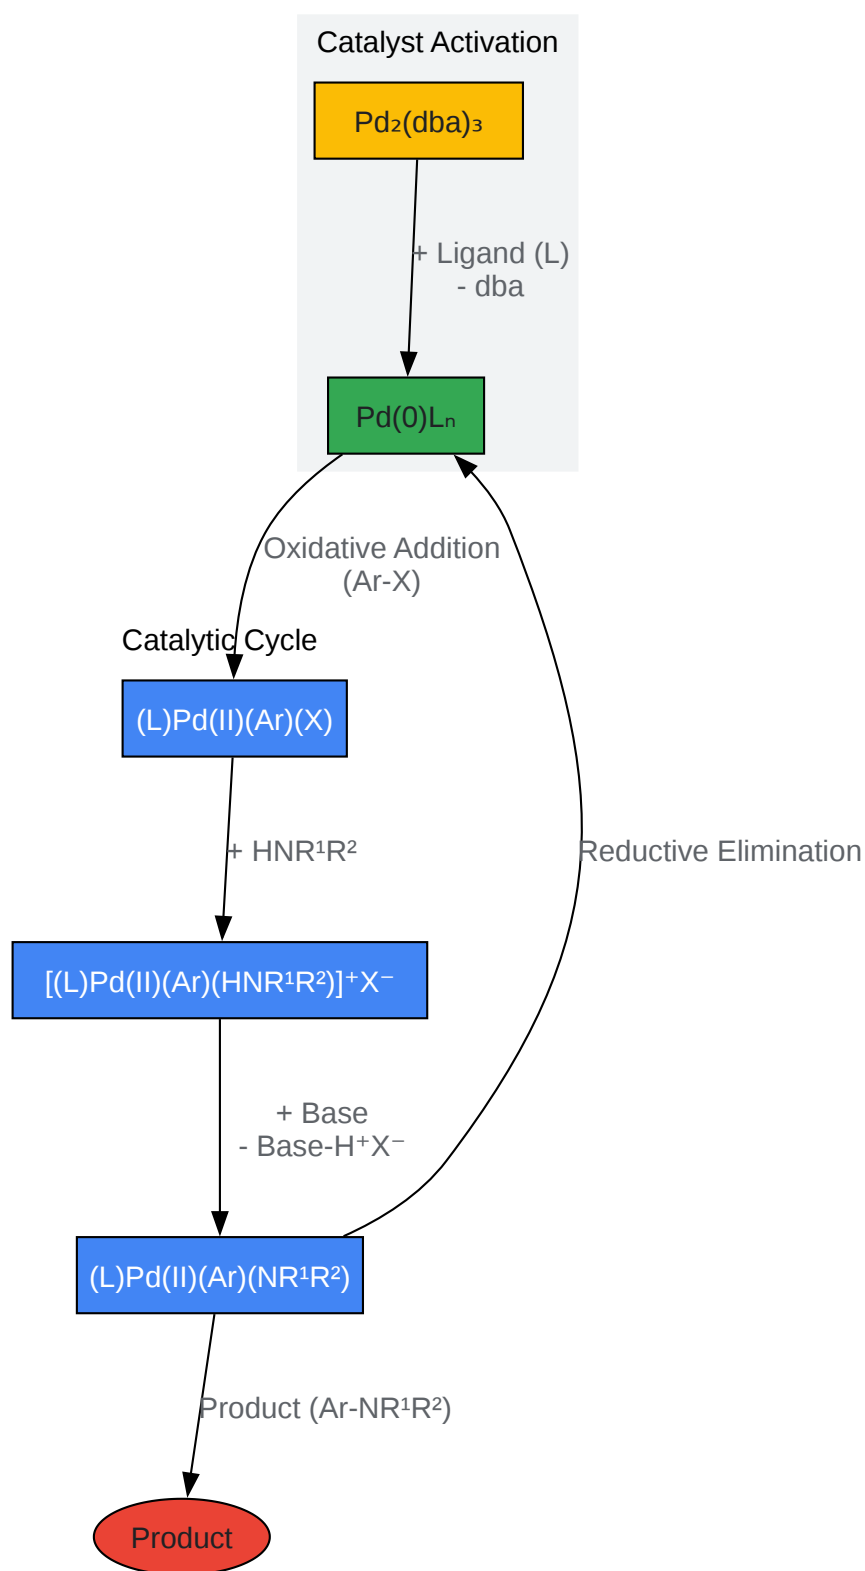 Catalyst Activation
Pd₂(dba)₃
+ Ligand (L)
- dba
Pd(0)Lₙ
Oxidative Addition
(Ar-X)
Catalytic Cycle
(L)Pd(II)(Ar)(X)
+ HNR¹R²
Reductive Elimination
[(L)Pd(II)(Ar)(HNR¹R²)]⁺X⁻
+ Base
- Base-H⁺X⁻
(L)Pd(II)(Ar)(NR¹R²)
Product (Ar-NR¹R²)
Product